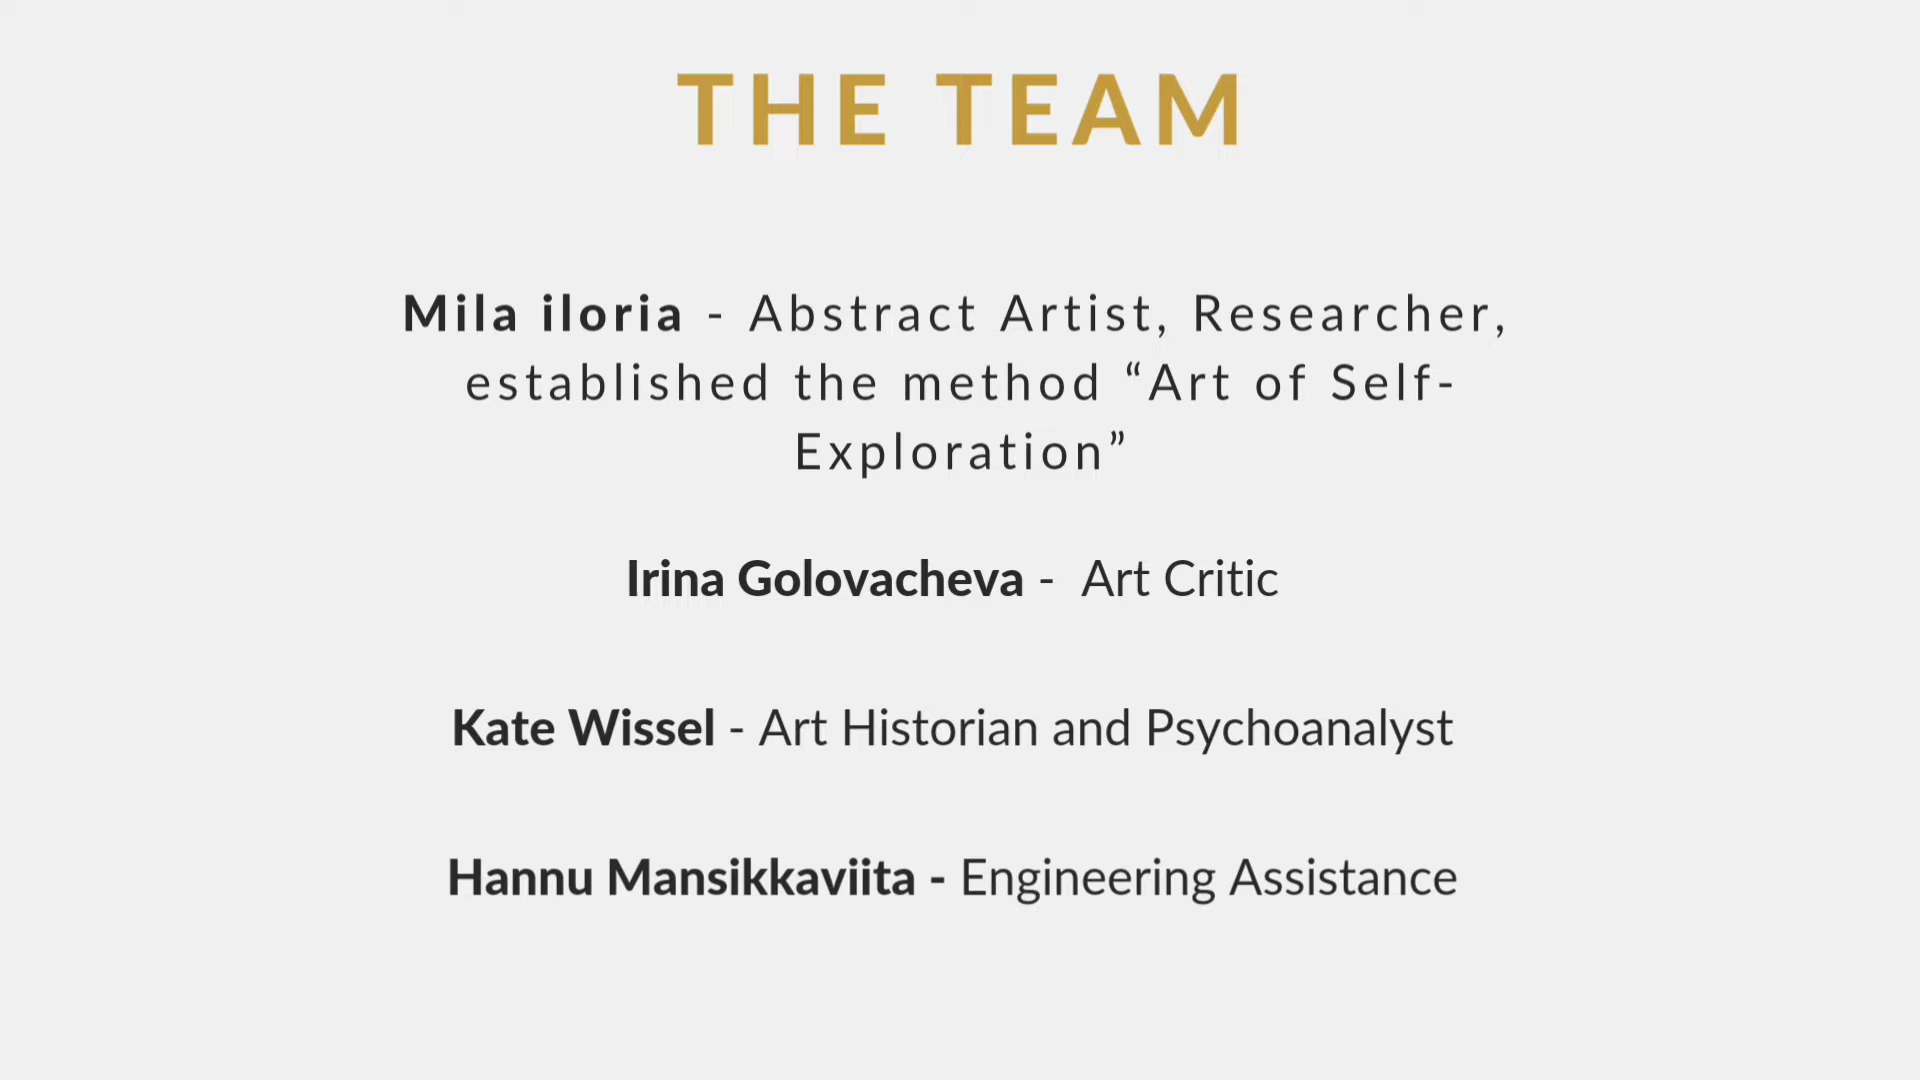 THE TEAM
Mila iloria - Abstract Artist, Researcher,
established the method “Art of Self-
Exploration”
Irina Golovacheva - Art Critic
Kate Wissel - Art Historian and Psychoanalyst
Hannu Mansikkaviita - Engineering Assistance